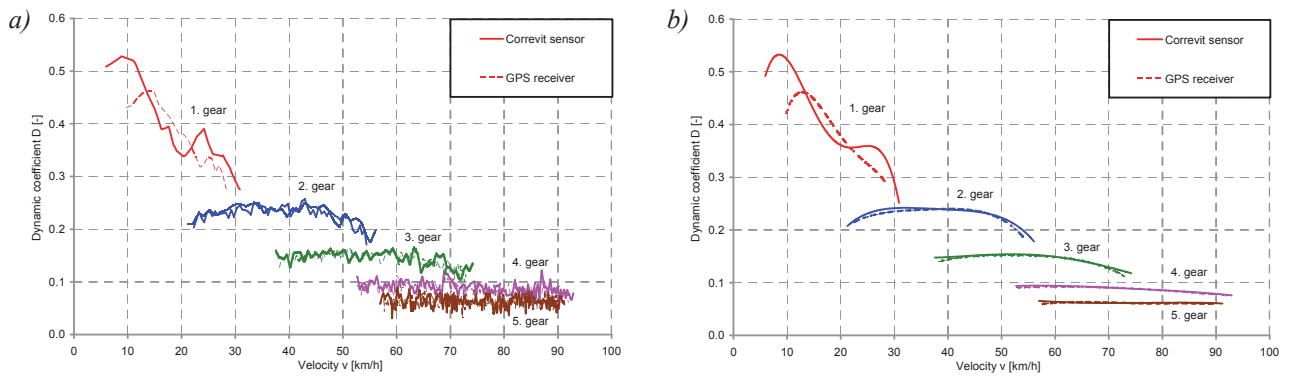 a)
Dynamic coefficient D [-]
0.6
0.5
0.4
0.3
0.2
0.1
0.0
Correvit sensor
GPS receiver
1. gear
2. gear
3. gear
4. gear
5. gear
0 10 20 30 40 50 60 70 80 90 100
Velocity v [km/h]
b)
Dynamic coefficient D [-]
0.6
0.5
0.4
0.3
0.2
0.1
0.0
Correvit sensor
GPS receiver
1. gear
2. gear
3. gear
4. gear
5. gear
0 10 20 30 40 50 60 70 80 90 100
Velocity v [km/h]